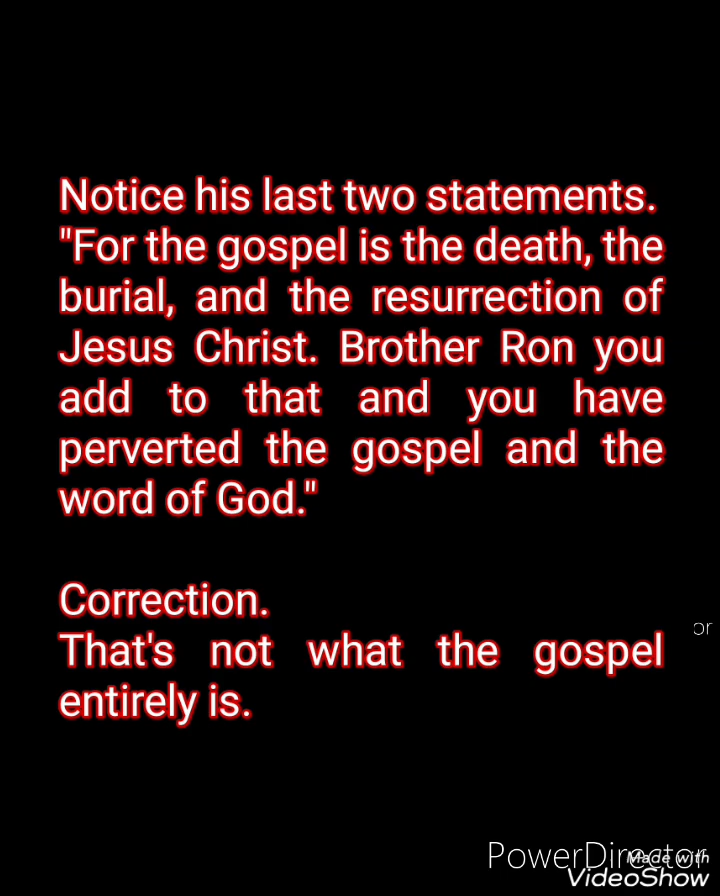 Notice his last two statements.
"For the gospel is the death, the
burial, and the resurrection of
Jesus Christ. Brother Ron you
add to that and you have
perverted the gospel and the
word of God."
Correction.
That's not what the gospel
entirely is.
or
PowerDirector
Made with
VideoShow